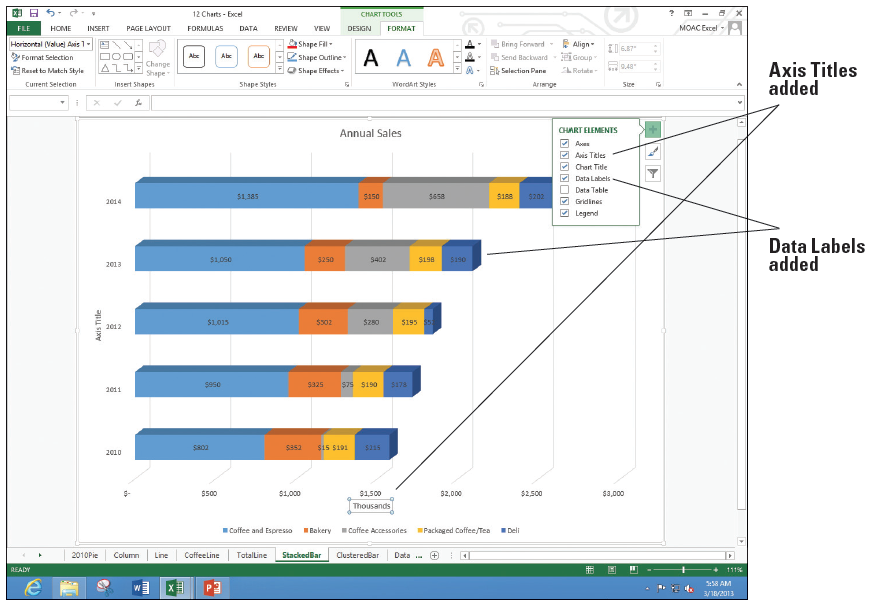 12 Charts - Excel
CHART TOOLS
FILE HOME INSERT PAGE LAYOUT FORMULAS DATA REVIEW VIEW DESIGN FORMAT
MOAC Excel
Horizontal (Value) Axis T
Format Selection
Reset to Match Style
Current Selection
Change
Shape
Insert Shapes
Abc Abc Abc
Shape Fill
Shape Outline
Shape Effects
Shape Styles
A A A
WordArt Styles
Bring Forward
Send Backward
Selection Pane
Align
Group
Rotate
Arrange
6.87"
0.48"
Size
fx
Annual Sales
CHART ELEMENTS
Axes
Axis Titles
Chart Title
Data Labels
Data Table
Gridlines
Legend
Axis Titles
added
Data Labels
added
2014 $1,385 $150 $658 $188 $202
2013 $1,050 $250 $402 $198 $190
2012 $1,015 $302 $280 $195
2011 $950 $325 $75 $190 $178
2010 $802 $352 $15 $191 $215
Axis Title
$- $500 $1,000 $1,500 $2,000 $2,500 $3,000
Thousands
Coffee and Espresso Bakery Coffee Accessories Packaged Coffee/Tea Deli
2010Pie Column Line CoffeeLine TotalLine StackedBar ClusteredBar Data ...
READY
111%
5:58 AM
3/18/2013